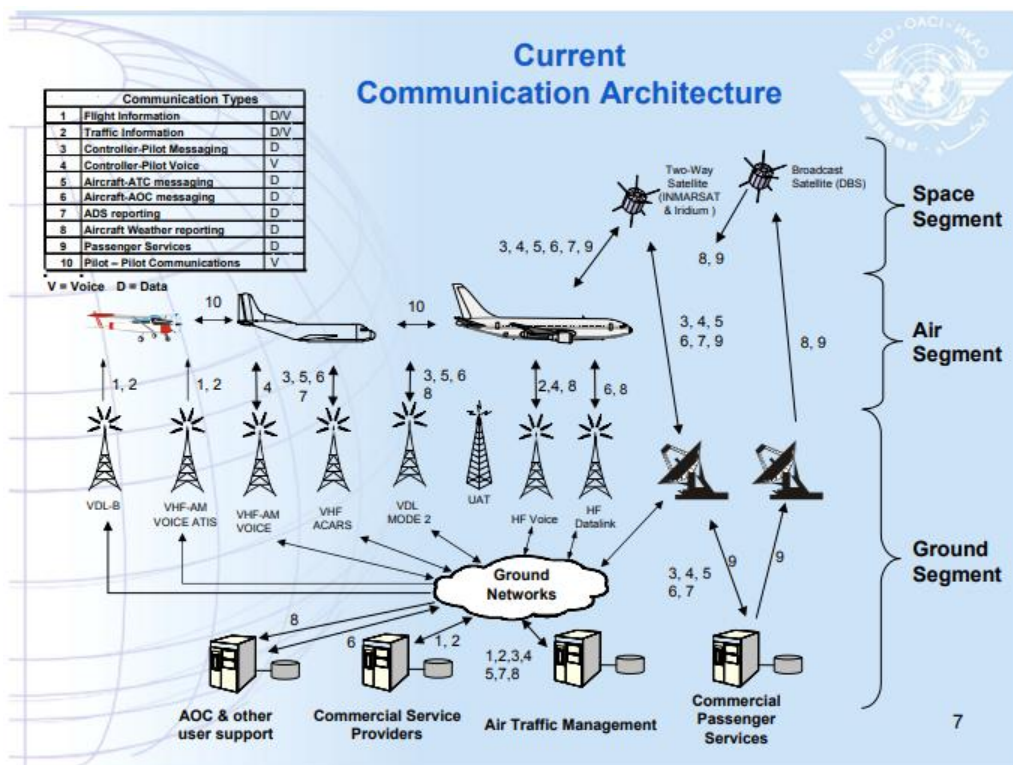 Current
Communication Architecture
ICAO · OACI · ИКАО
Communication Types
1 Flight Information D/V
2 Traffic Information D/V
3 Controller-Pilot Messaging D
4 Controller-Pilot Voice V
5 Aircraft-ATC messaging D
6 Aircraft-AOC messaging D
7 ADS reporting D
8 Aircraft Weather reporting D
9 Passenger Services D
10 Pilot – Pilot Communications V
V = Voice D = Data
Two-Way
Satellite
(INMARSAT
& Iridium )
Broadcast
Satellite (DBS)
Space
Segment
3, 4, 5, 6, 7, 9
8, 9
10
10
3, 4, 5
6, 7, 9
8, 9
Air
Segment
1, 2
1, 2
4
3, 5, 6
7
3, 5, 6
8
2,4, 8
6, 8
VDL-B
VHF-AM
VOICE ATIS
VHF-AM
VOICE
VHF
ACARS
VDL
MODE 2
UAT
HF Voice
HF
Datalink
Ground
Networks
3, 4, 5
6, 7
9
9
Ground
Segment
8
6
1, 2
1,2,3,4
5,7,8
AOC & other
user support
Commercial Service
Providers
Air Traffic Management
Commercial
Passenger
Services
7